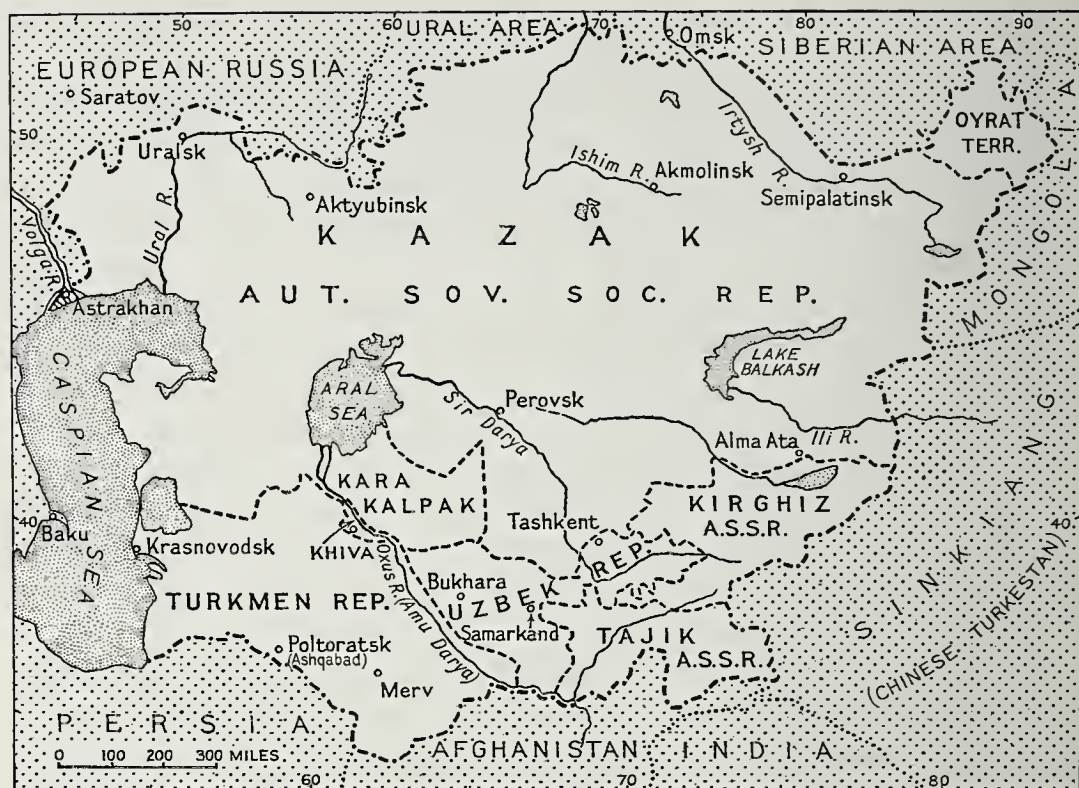 50
60
70
80
90
URAL AREA
Omsk
SIBERIAN AREA
EUROPEAN RUSSIA
Saratov
50
OYRAT
TERR.
Uralsk
Irtysh R.
Ishim R.
Akmolinsk
Semipalatinsk
MONGOLIA
Ural R.
Aktyubinsk
Volga R.
KAZAK
AUT. SOV. SOC. REP.
Astrakhan
CASPIAN SEA
ARAL
SEA
LAKE
BALKASH
Sir Darya
Perovsk
Alma Ata
Ili R.
KARA
KALPAK
KIRGHIZ
A.S.S.R.
40
Baku
Krasnovodsk
KHIVA
Tashkent
40
SINKIANG
(CHINESE TURKESTAN)
Oxus R. (Amu Darya)
Bukhara
UZBEK REP.
TURKMEN REP.
Samarkand
TAJIK
A.S.S.R.
Poltoratsk
(Ashqabad)
Merv
PERSIA
AFGHANISTAN
INDIA
0 100 200 300 MILES
60
70
80